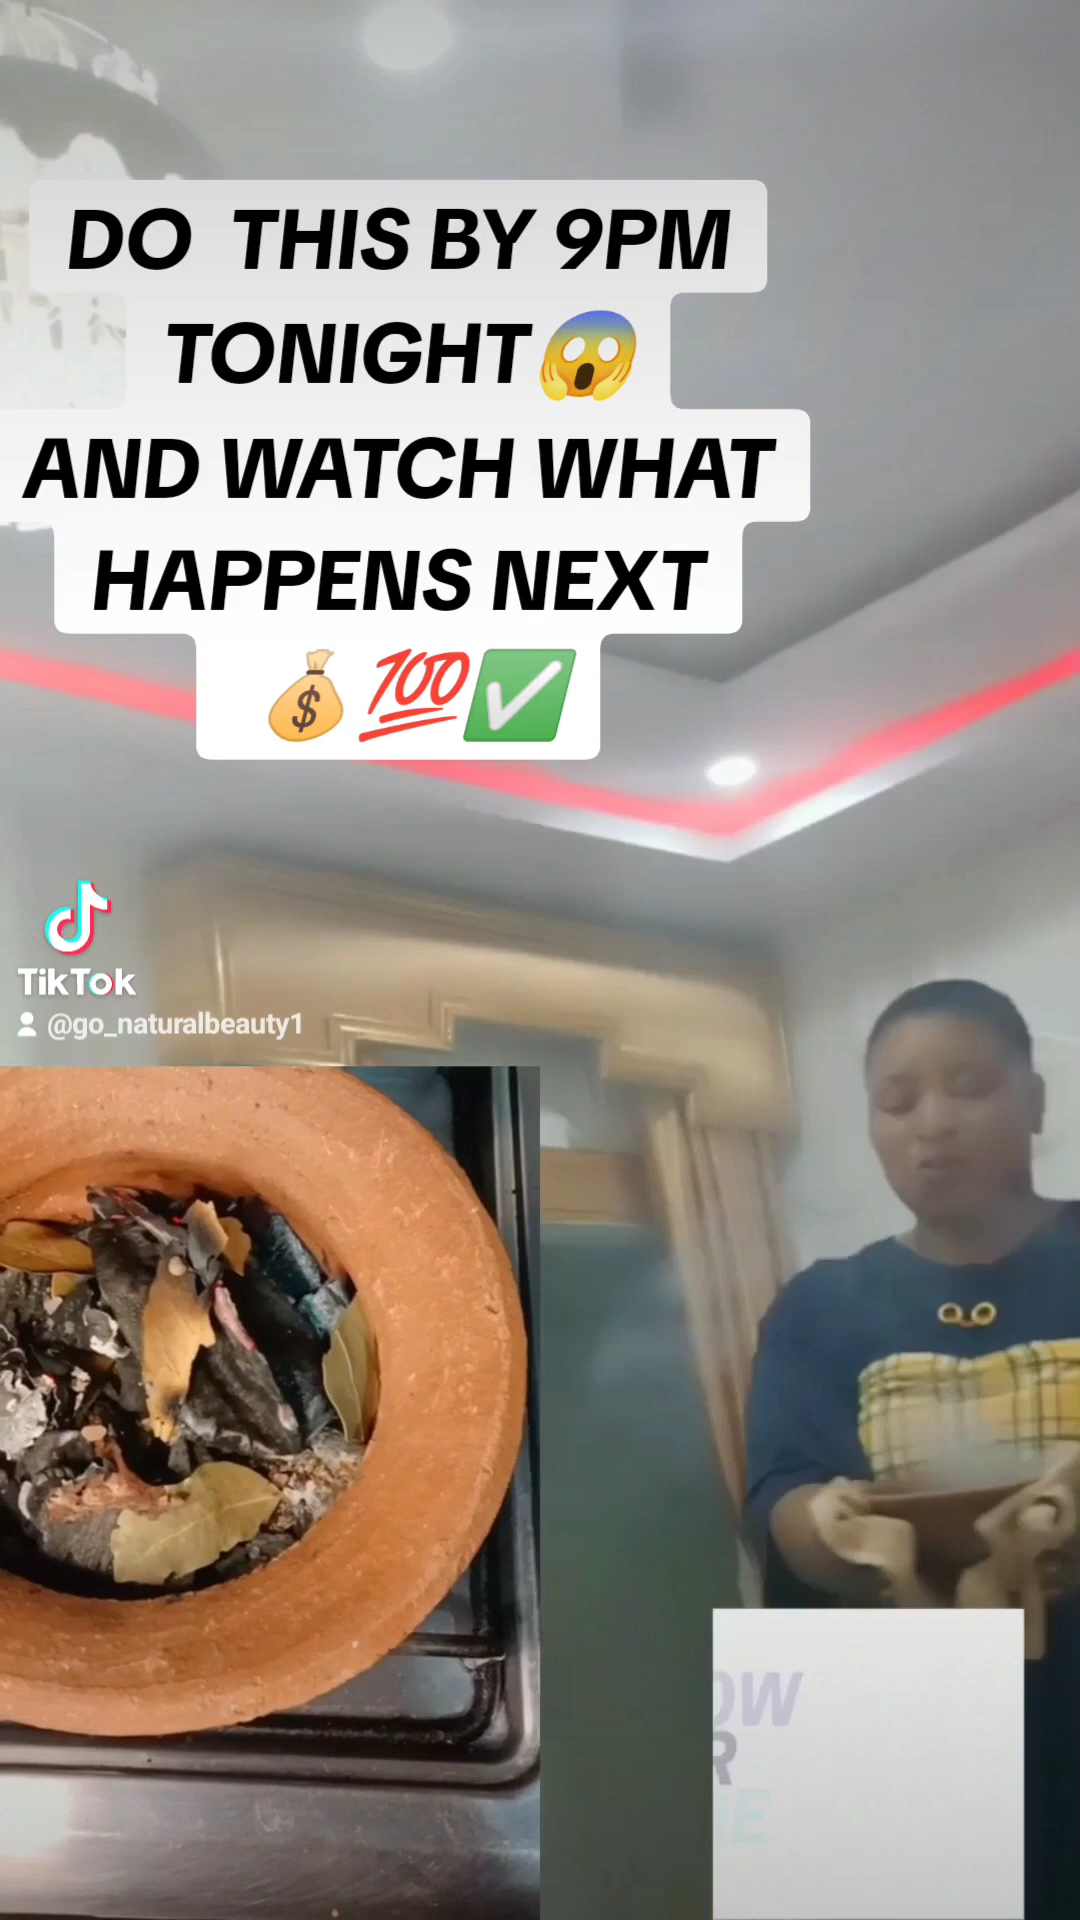 DO THIS BY 9PM
TONIGHT😱
AND WATCH WHAT
HAPPENS NEXT
💰💯✅
TikTok
@go_naturalbeauty1